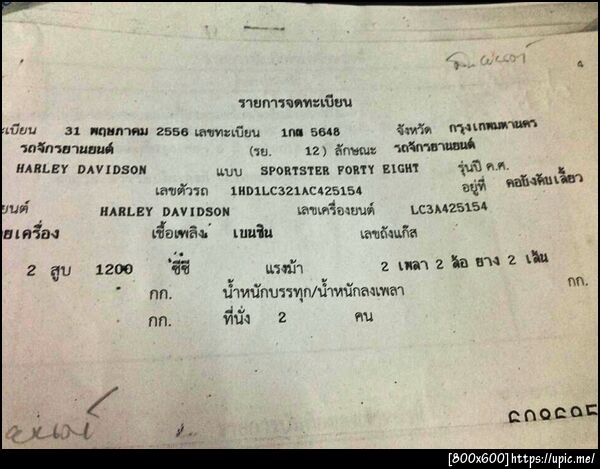 รายการจดทะเบียน
ะเบียน 31 พฤษภาคม 2556 เลขทะเบียน 1กฌ 5648 จังหวัด กรุงเทพมหานคร
รถจักรยานยนต์ (รย. 12) ลักษณะ รถจักรยานยนต์
HARLEY DAVIDSON แบบ SPORTSTER FORTY EIGHT รุ่นปี ค.ศ.
เลขตัวรถ 1HD1LC321AC425154 อยู่ที่ คอบังคับเลี้ยว
ยนต์ HARLEY DAVIDSON เลขเครื่องยนต์ LC3A425154
ยเครื่อง เชื้อเพลิง เบนซิน เลขถังแก๊ส
2 สูบ 1200 ซีซี แรงม้า 2 เพลา 2 ล้อ ยาง 2 เส้น
กก. น้ำหนักบรรทุก/น้ำหนักลงเพลา กก.
กก. ที่นั่ง 2 คน
[800x600]https://upic.me/